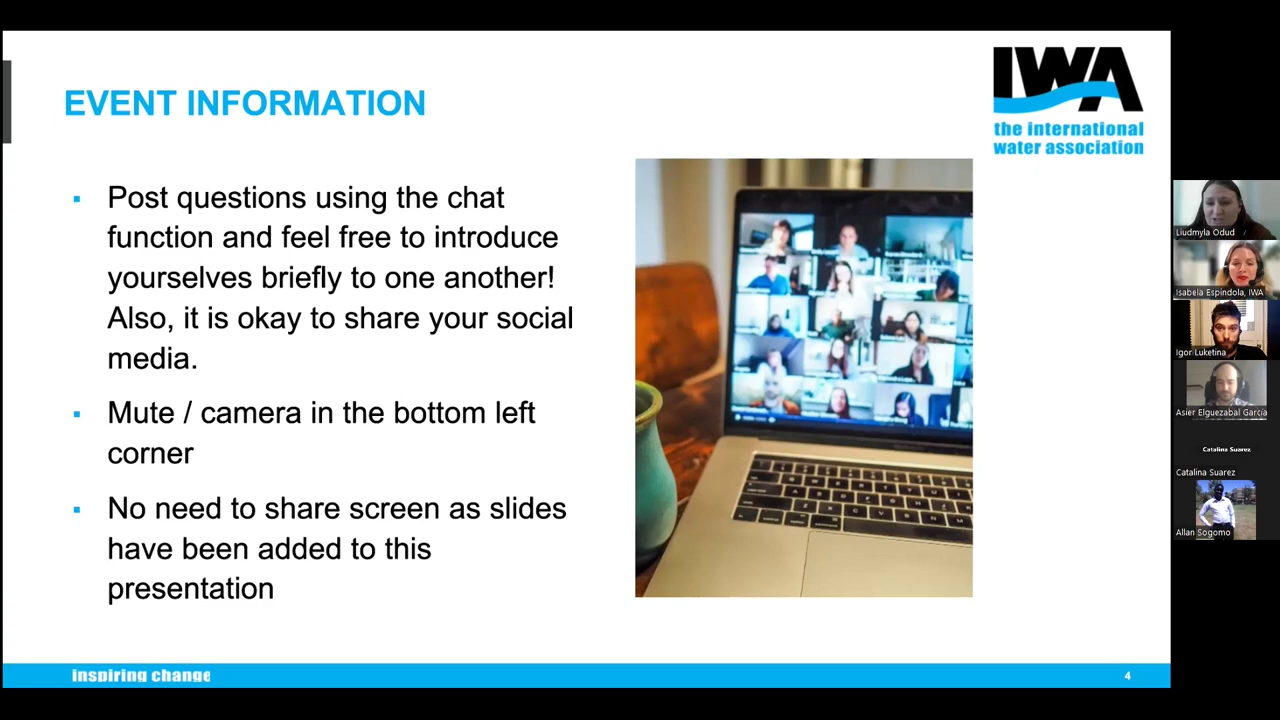 EVENT INFORMATION
IWA
the international
water association
Post questions using the chat
function and feel free to introduce
yourselves briefly to one another!
Also, it is okay to share your social
media.
Mute / camera in the bottom left
corner
No need to share screen as slides
have been added to this
presentation
inspiring change
4
Liudmyla Odud
Isabela Espindola, IWA
Igor Luketina
Asier Elguezabal Garcia
Catalina Suarez
Catalina Suarez
Allan Sogomo